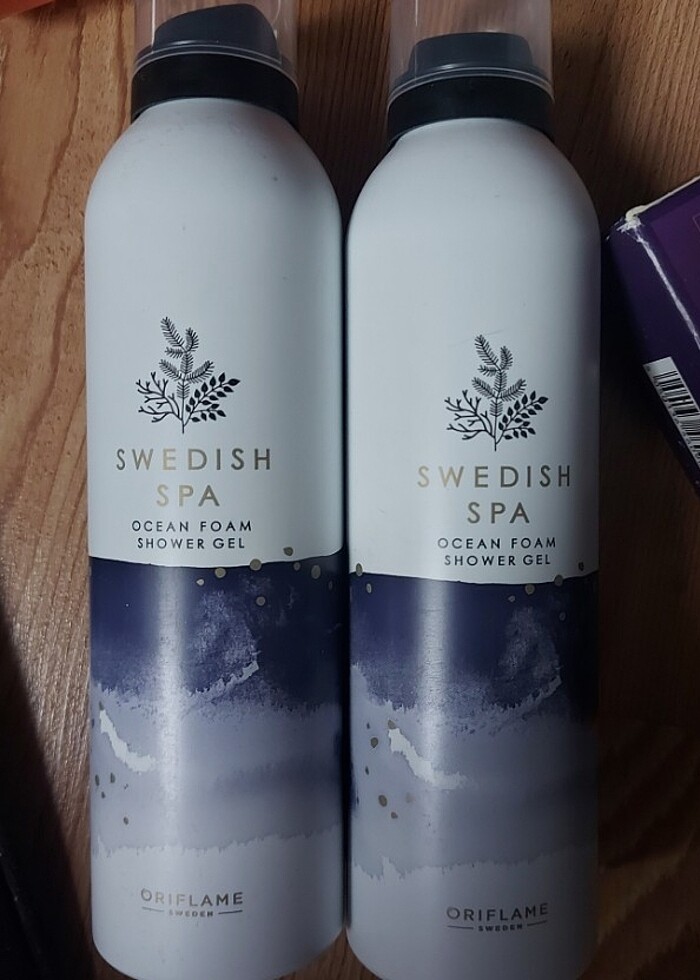 SWEDISH
SPA
OCEAN FOAM
SHOWER GEL
ORIFLAME
SWEDEN
SWEDISH
SPA
OCEAN FOAM
SHOWER GEL
ORIFLAME
SWEDEN